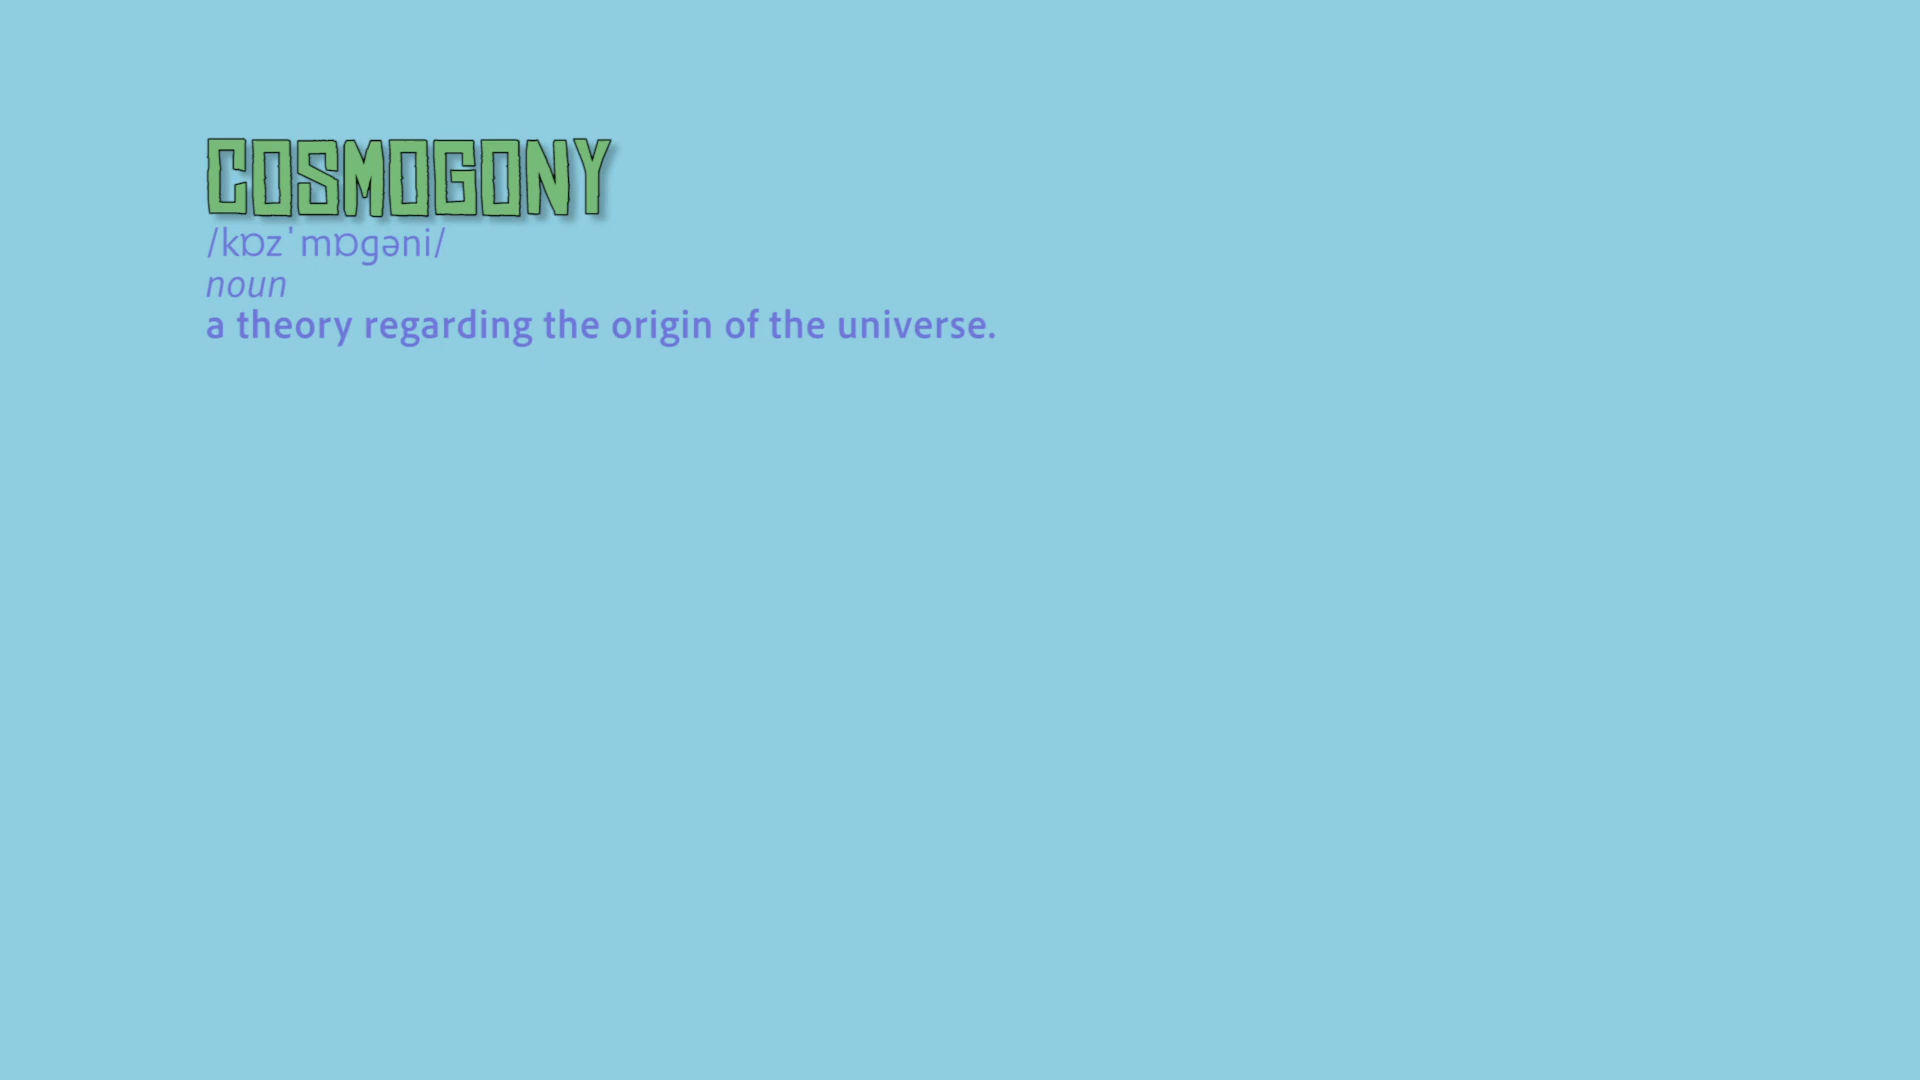 COSMOGONY
/kɒzˈmɒɡəni/
noun
a theory regarding the origin of the universe.